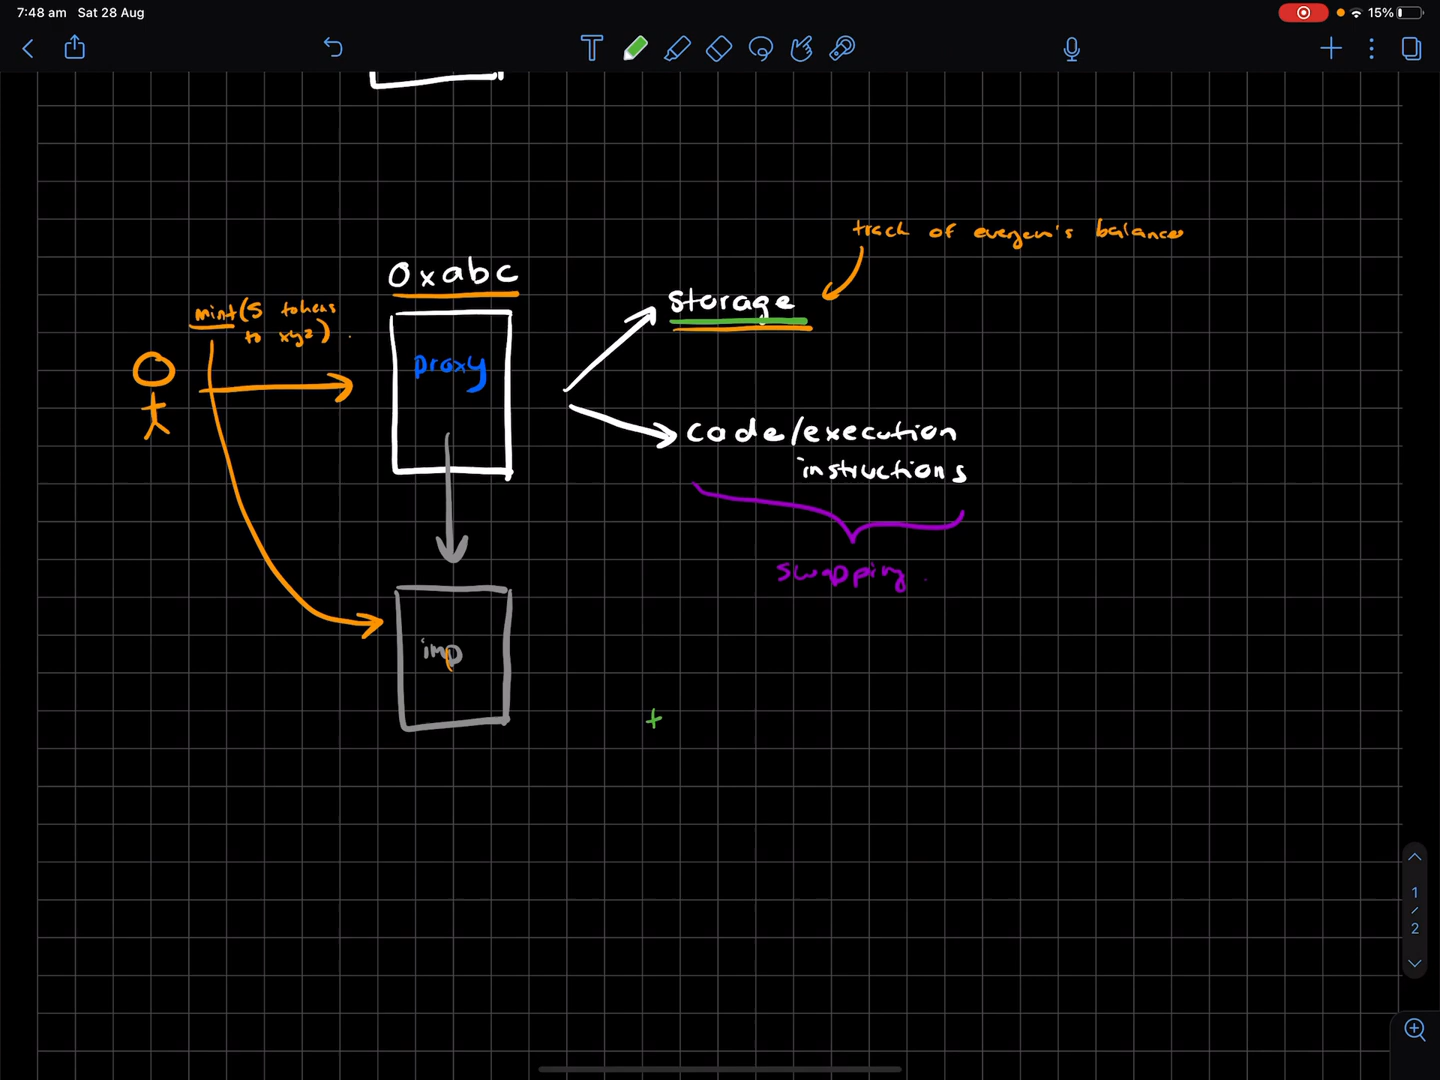 7:48 am Sat 28 Aug
15%
T
track of everyone's balance
0xabc
storage
mint(5 tokens
to xyz).
proxy
code/execution
instructions
swapping.
imp
1
/
2